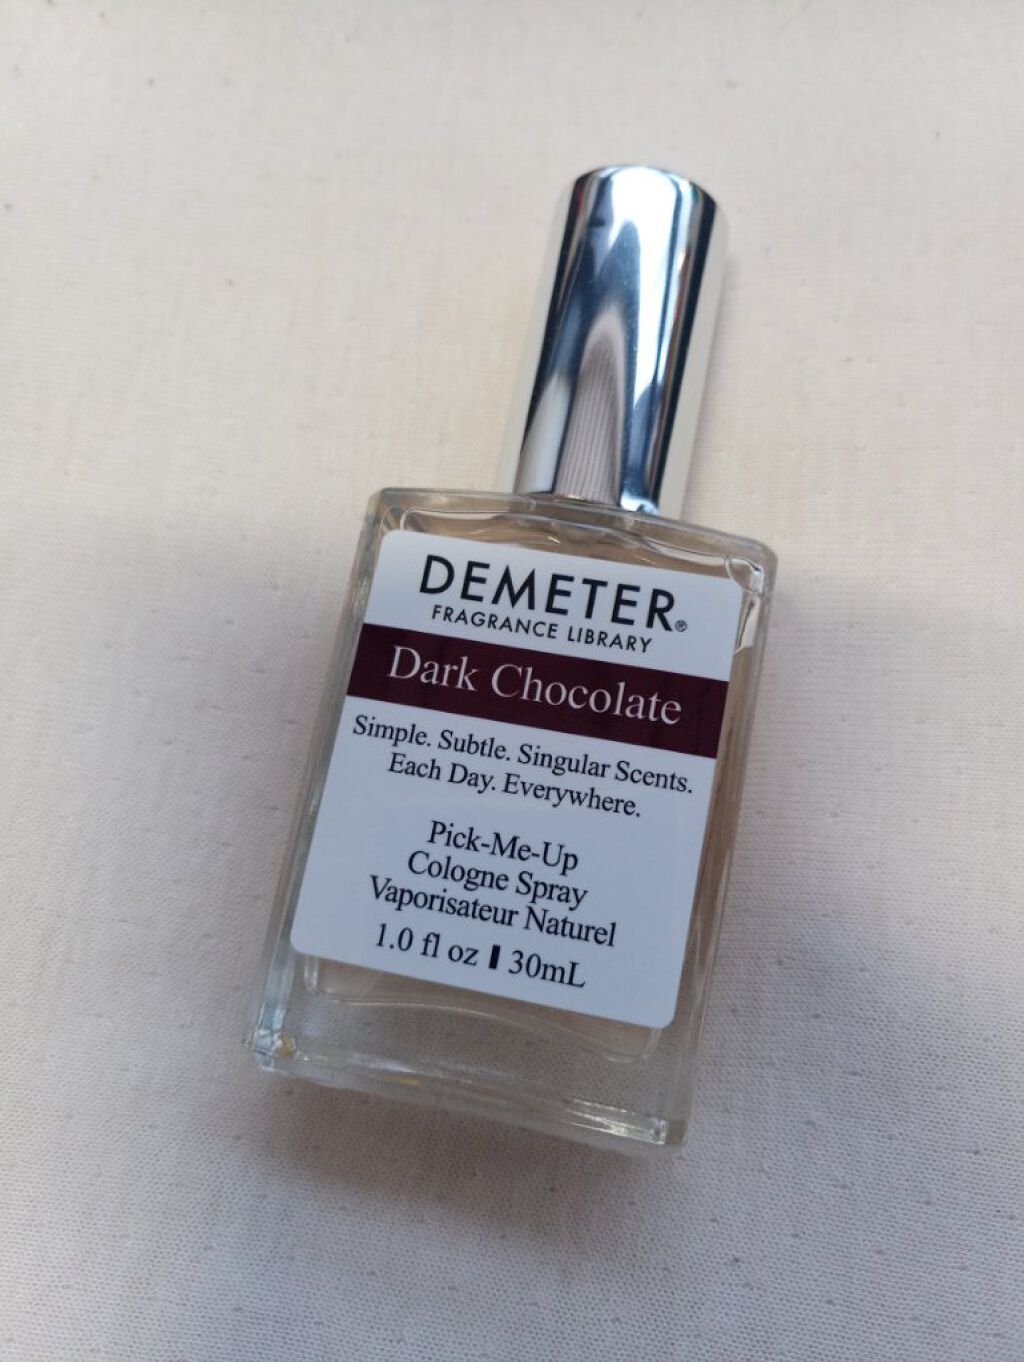 DEMETER®
FRAGRANCE LIBRARY
Dark Chocolate
Simple. Subtle. Singular Scents.
Each Day. Everywhere.
Pick-Me-Up
Cologne Spray
Vaporisateur Naturel
1.0 fl oz ❚ 30mL